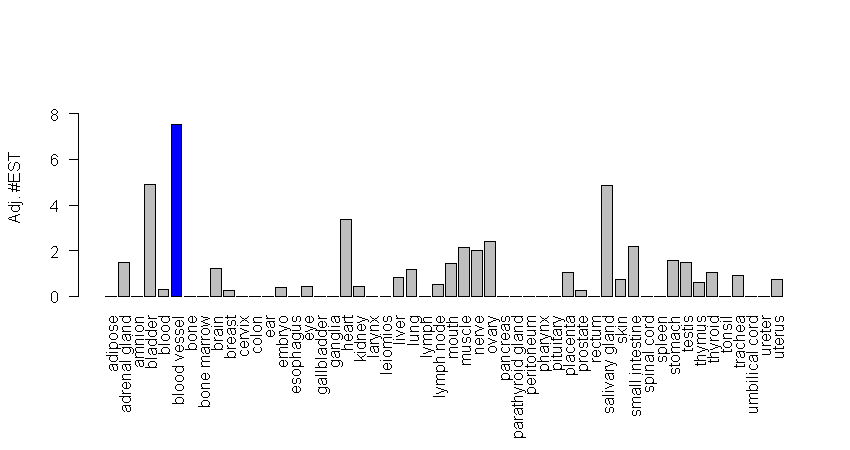 8
6
4
2
0
Adj. #EST
adipose
adrenal gland
amnion
bladder
blood
blood vessel
bone
bone marrow
brain
breast
cervix
colon
ear
embryo
esophagus
eye
gallbladder
ganglia
heart
kidney
larynx
leiomios
liver
lung
lymph
lymph node
mouth
muscle
nerve
ovary
pancreas
parathyroid gland
peritoneum
pharynx
pituitary
placenta
prostate
rectum
salivary gland
skin
small intestine
spinal cord
spleen
stomach
testis
thymus
thyroid
tonsil
trachea
umbilical cord
ureter
uterus